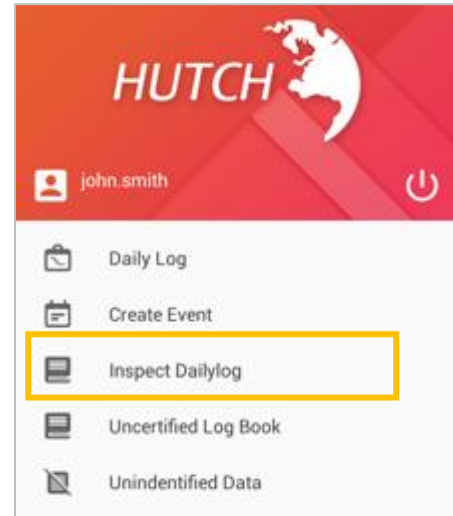 HUTCH
john.smith
Daily Log
Create Event
Inspect Dailylog
Uncertified Log Book
Unindentified Data